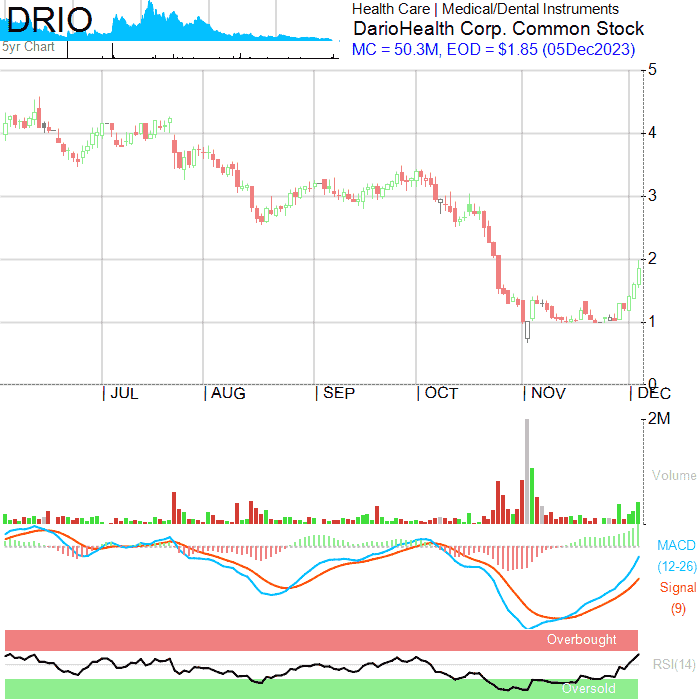 DRIO
5yr Chart
Health Care | Medical/Dental Instruments
DarioHealth Corp. Common Stock
MC = 50.3M, EOD = $1.85 (05Dec2023)
5
4
3
2
1
0
| JUL | AUG | SEP | OCT | NOV | DEC
2M
Volume
MACD
(12-26)
Signal
(9)
Overbought
RSI(14)
Oversold